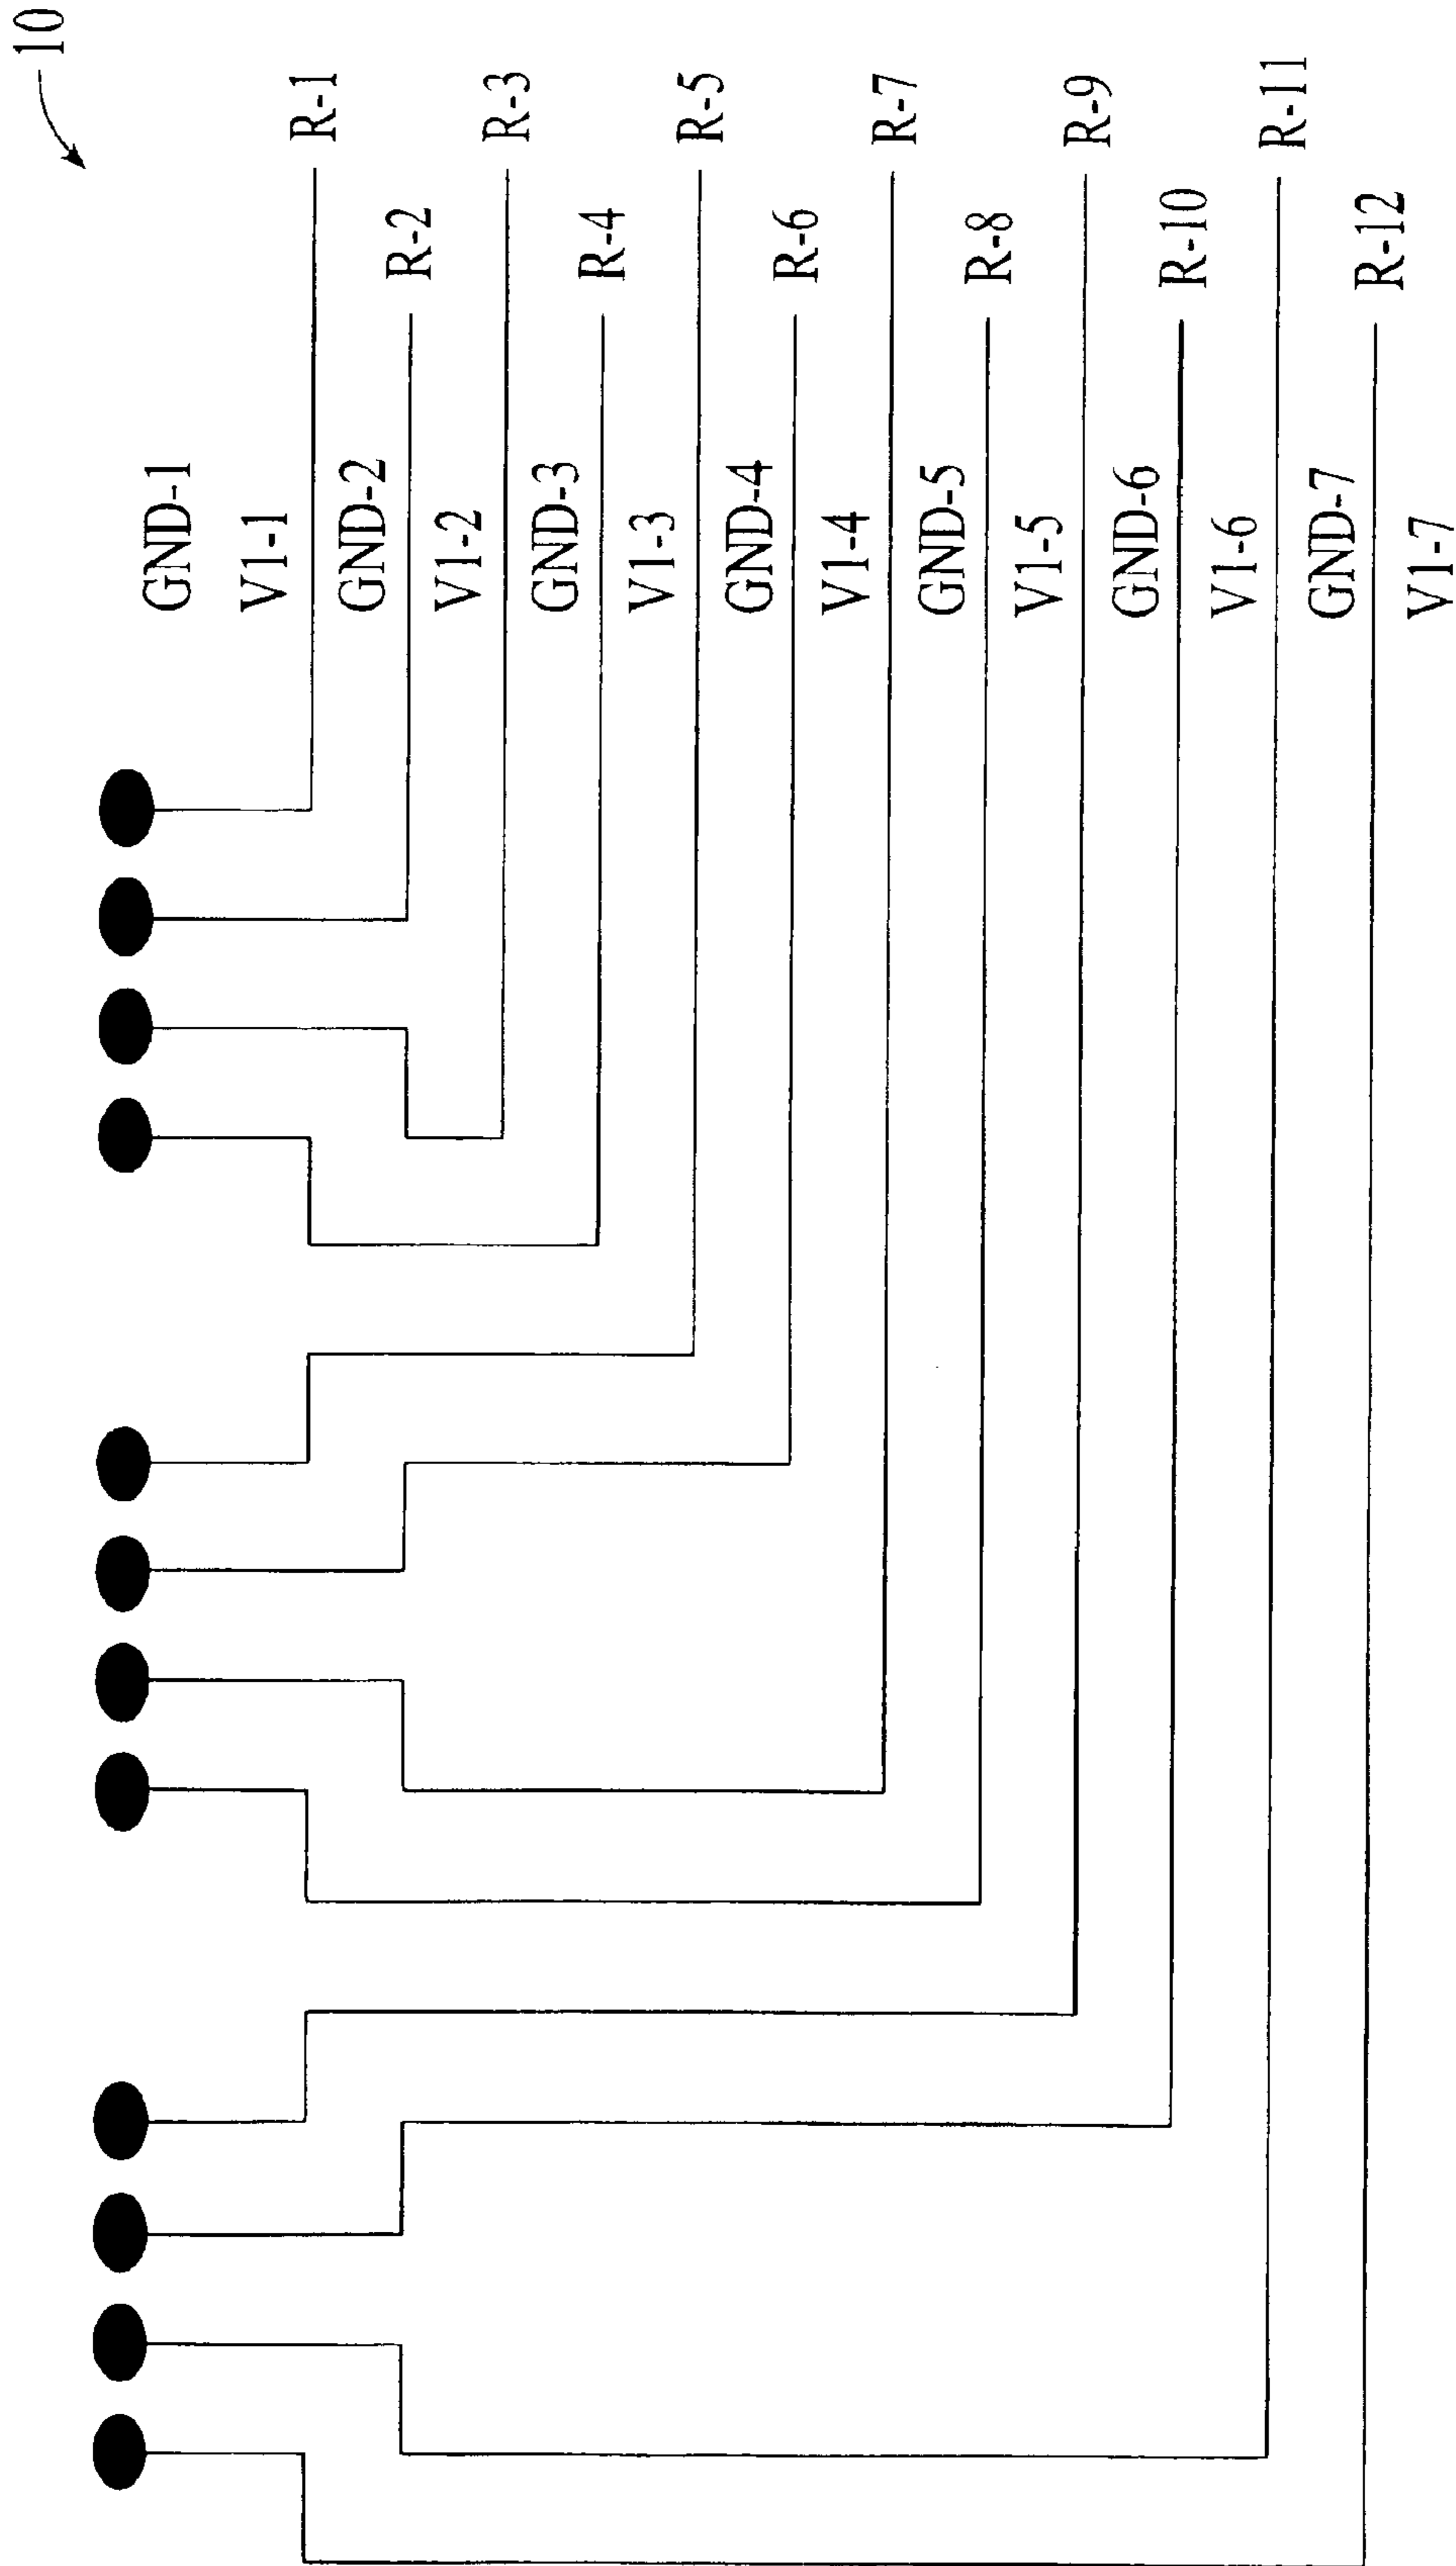 10
R-1
R-2
R-3
R-4
R-5
R-6
R-7
R-8
R-9
R-10
R-11
R-12
GND-1
V1-1
GND-2
V1-2
GND-3
V1-3
GND-4
V1-4
GND-5
V1-5
GND-6
V1-6
GND-7
V1-7